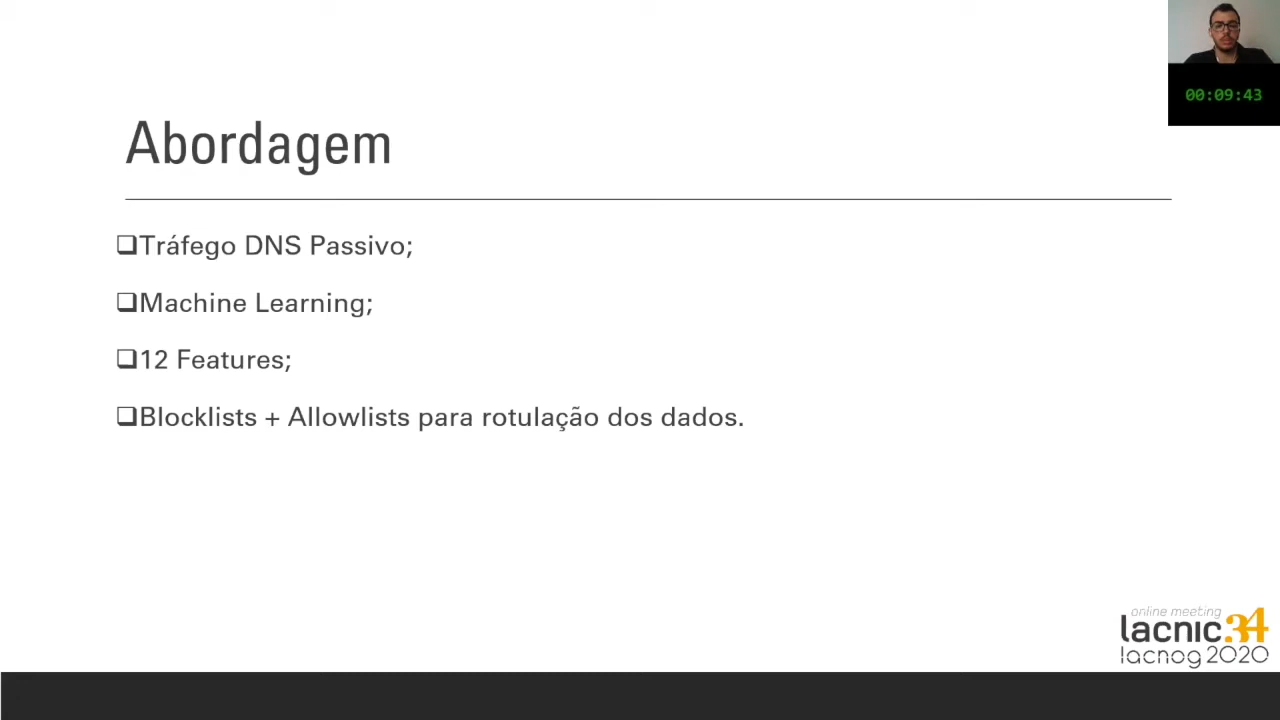 00:09:43
Abordagem
❑Tráfego DNS Passivo;
❑Machine Learning;
❑12 Features;
❑Blocklists + Allowlists para rotulação dos dados.
online meeting
lacnic34
lacnog 2020